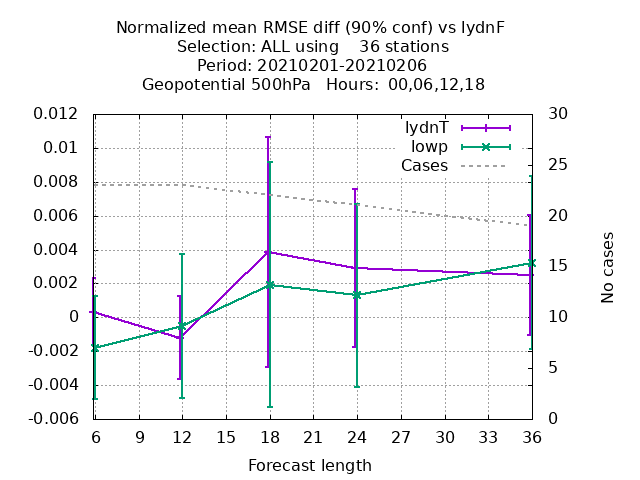 Normalized mean RMSE diff (90% conf) vs lydnF
Selection: ALL using    36 stations
Period: 20210201-20210206
Geopotential 500hPa   Hours:  00,06,12,18
0.012
0.01
0.008
0.006
0.004
0.002
0
-0.002
-0.004
-0.006
30
25
20
15
10
5
0
lydnT
lowp
Cases
No cases
6 9 12 15 18 21 24 27 30 33 36
Forecast length